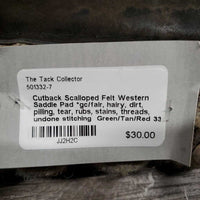 The Tack Collector
501332-7
Cutback Scalloped Felt Western
Saddle Pad *gc/fair, hairy, dirt,
pilling, tear, rubs, stains, threads,
undone stitching Green/Tan/Red 33
$30.00
JJ2H2C